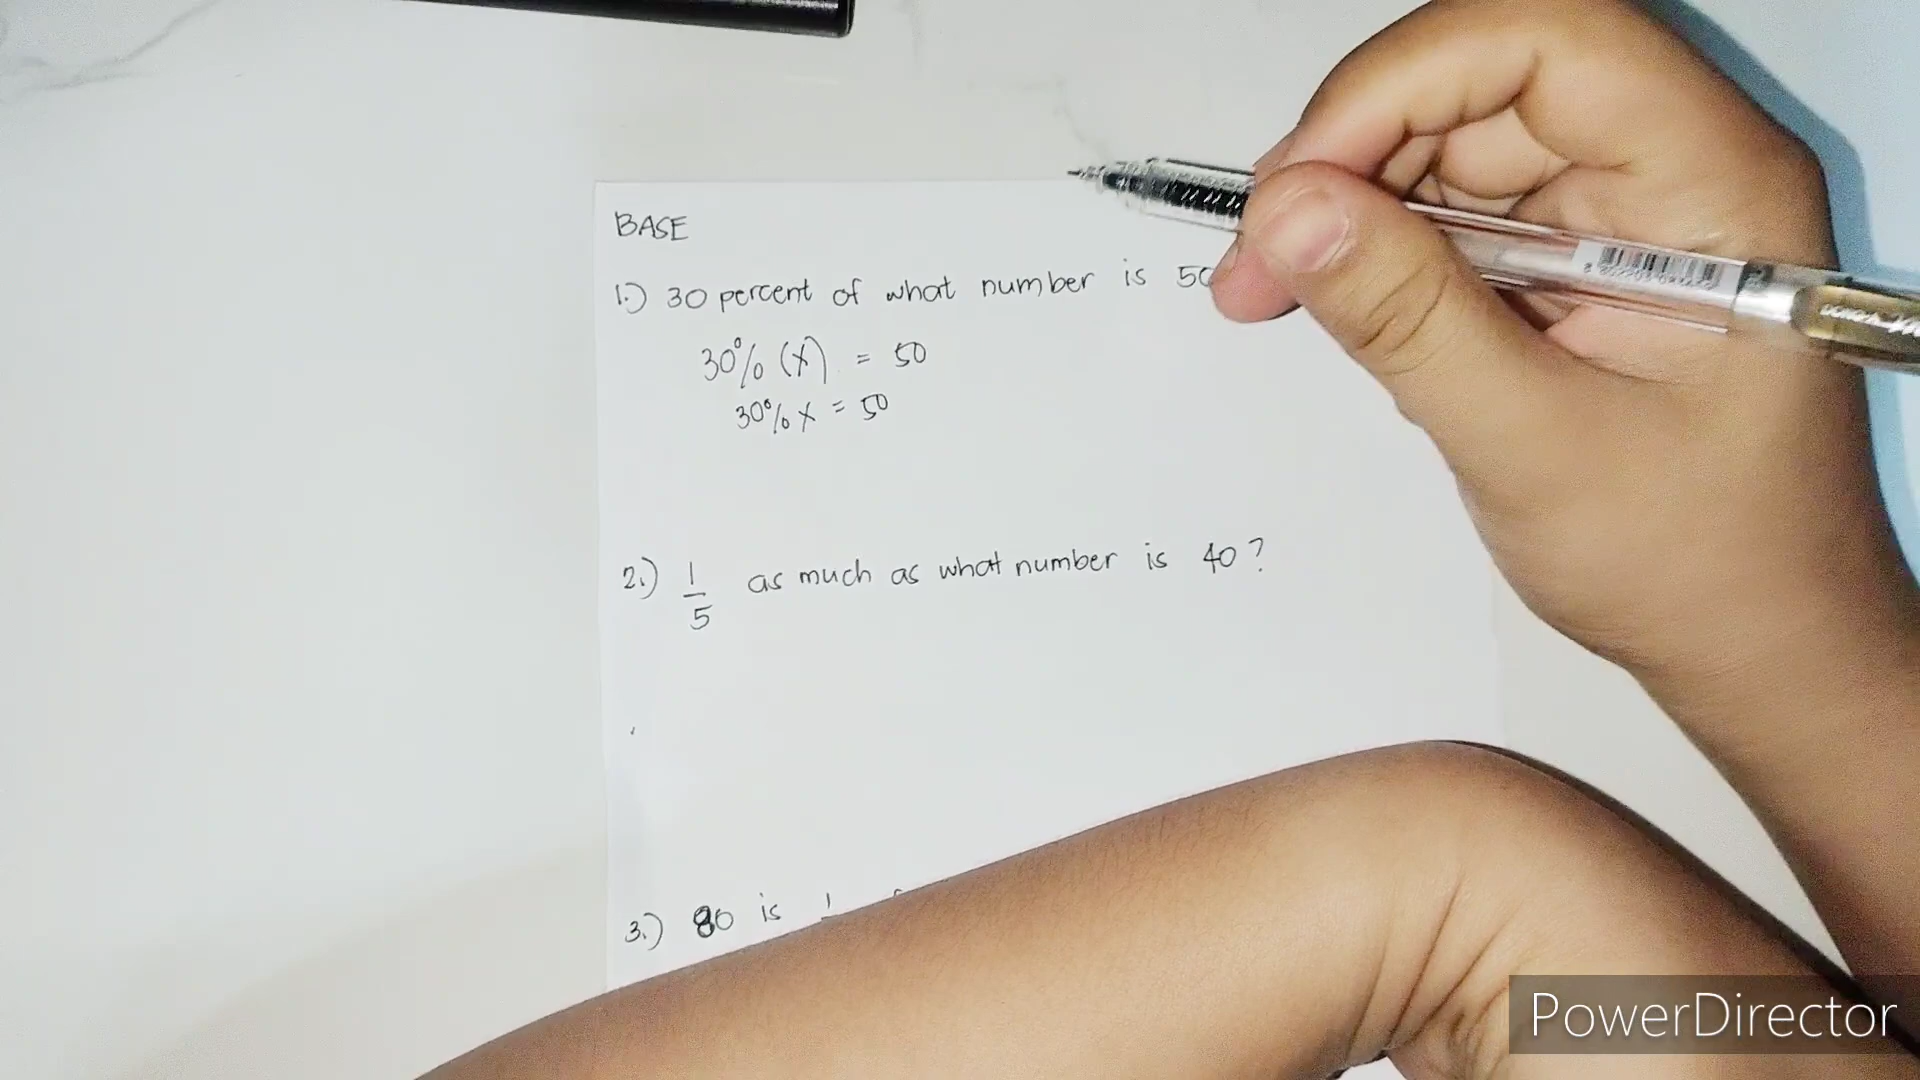 BASE
1.) 30 percent of what number is 50
30% (x) = 50
30% x = 50
2.) 1/5 as much as what number is 40?
3.) 80 is 1
PowerDirector